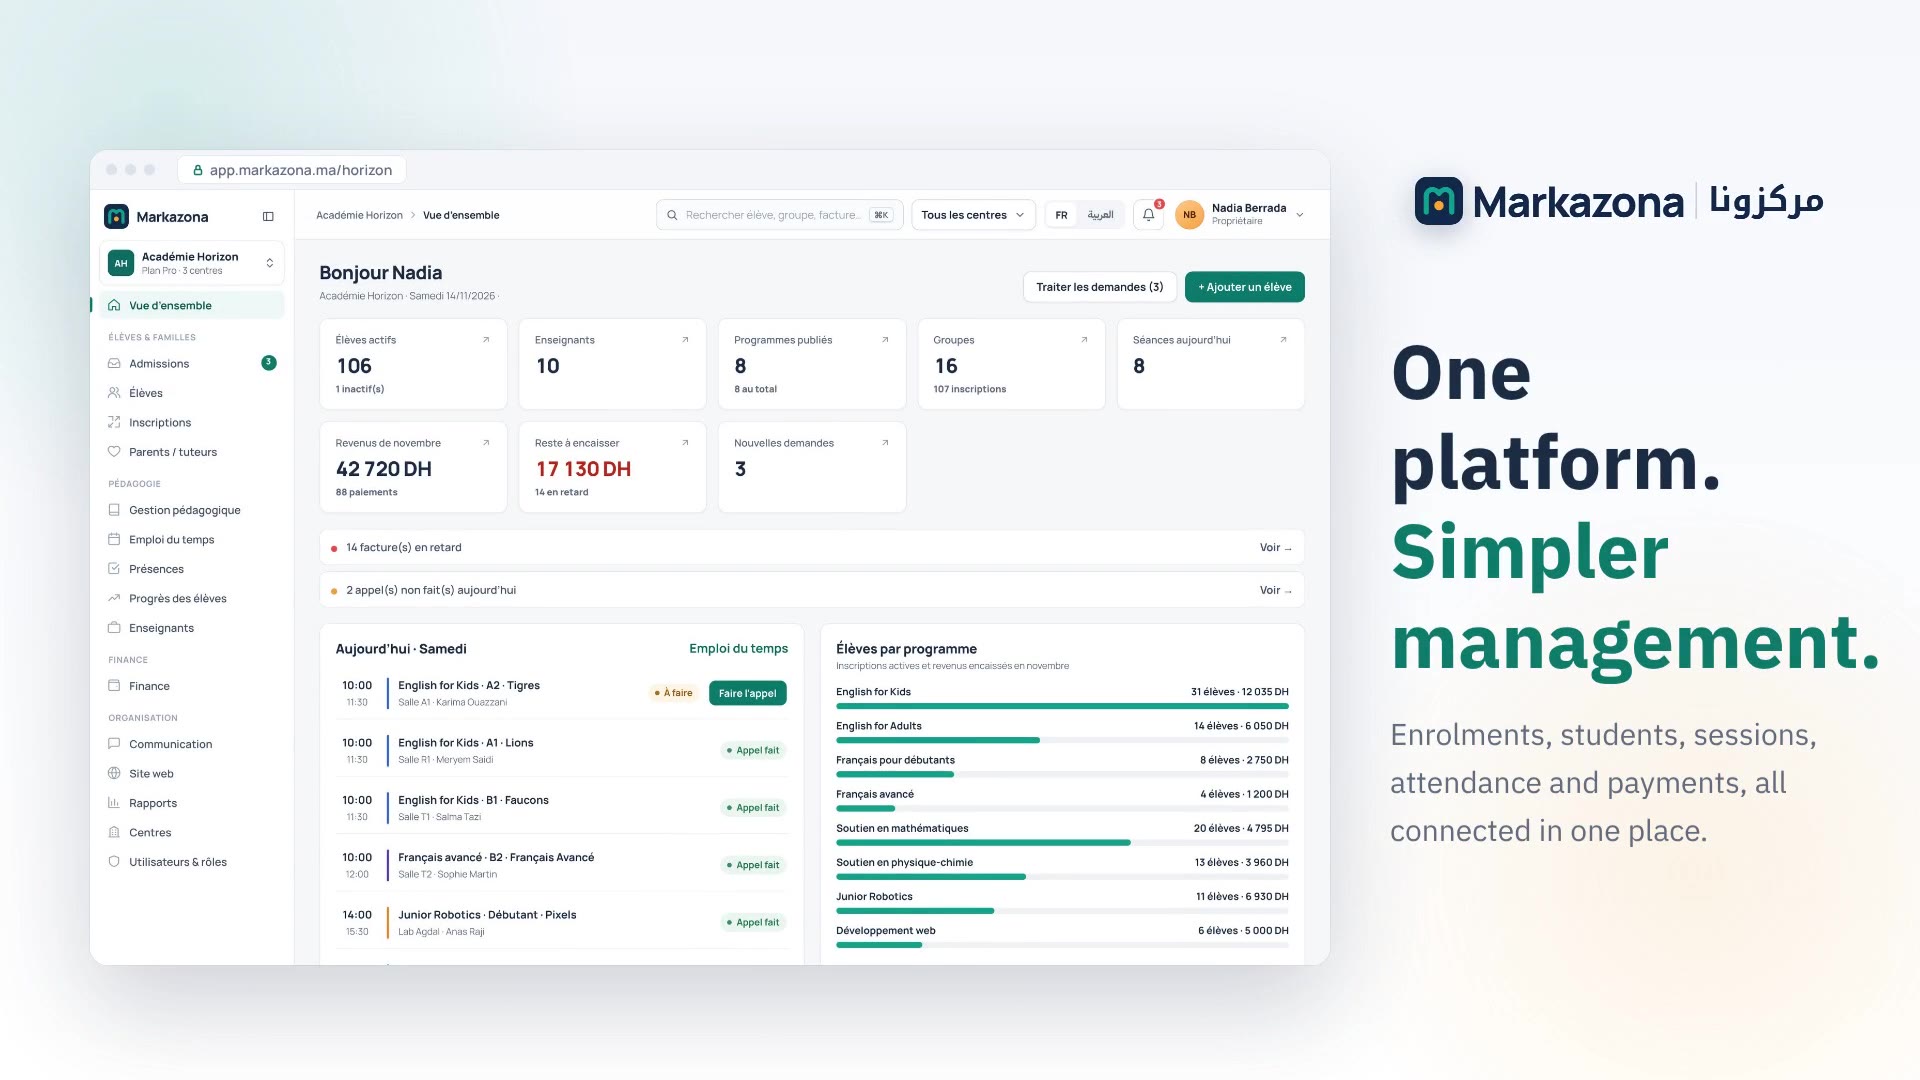 app.markazona.ma/horizon
Markazona
AH
Académie Horizon
Plan Pro · 3 centres
Vue d'ensemble
ÉLÈVES & FAMILLES
Admissions 3
Élèves
Inscriptions
Parents / tuteurs
PÉDAGOGIE
Gestion pédagogique
Emploi du temps
Présences
Progrès des élèves
Enseignants
FINANCE
Finance
ORGANISATION
Communication
Site web
Rapports
Centres
Utilisateurs & rôles
Académie Horizon > Vue d'ensemble
Rechercher élève, groupe, facture... ⌘K
Tous les centres
FR العربية
3
NB
Nadia Berrada
Propriétaire
Bonjour Nadia
Académie Horizon · Samedi 14/11/2026 ·
Traiter les demandes (3)
+ Ajouter un élève
Élèves actifs
106
1 inactif(s)
Enseignants
10
Programmes publiés
8
8 au total
Groupes
16
107 inscriptions
Séances aujourd'hui
8
Revenus de novembre
42 720 DH
88 paiements
Reste à encaisser
17 130 DH
14 en retard
Nouvelles demandes
3
14 facture(s) en retard Voir →
2 appel(s) non fait(s) aujourd'hui Voir →
Aujourd'hui · Samedi Emploi du temps
10:00 English for Kids · A2 · Tigres À faire Faire l'appel
11:30 Salle A1 · Karima Ouazzani
10:00 English for Kids · A1 · Lions Appel fait
11:30 Salle R1 · Meryem Saidi
10:00 English for Kids · B1 · Faucons Appel fait
11:30 Salle T1 · Salma Tazi
10:00 Français avancé · B2 · Français Avancé Appel fait
12:00 Salle T2 · Sophie Martin
14:00 Junior Robotics · Débutant · Pixels Appel fait
15:30 Lab Agdal · Anas Raji
Élèves par programme
Inscriptions actives et revenus encaissés en novembre
English for Kids 31 élèves · 12 035 DH
English for Adults 14 élèves · 6 050 DH
Français pour débutants 8 élèves · 2 750 DH
Français avancé 4 élèves · 1 200 DH
Soutien en mathématiques 20 élèves · 4 795 DH
Soutien en physique-chimie 13 élèves · 3 960 DH
Junior Robotics 11 élèves · 6 930 DH
Développement web 6 élèves · 5 000 DH
Markazona مركزونا
One
platform.
Simpler
management.
Enrolments, students, sessions,
attendance and payments, all
connected in one place.